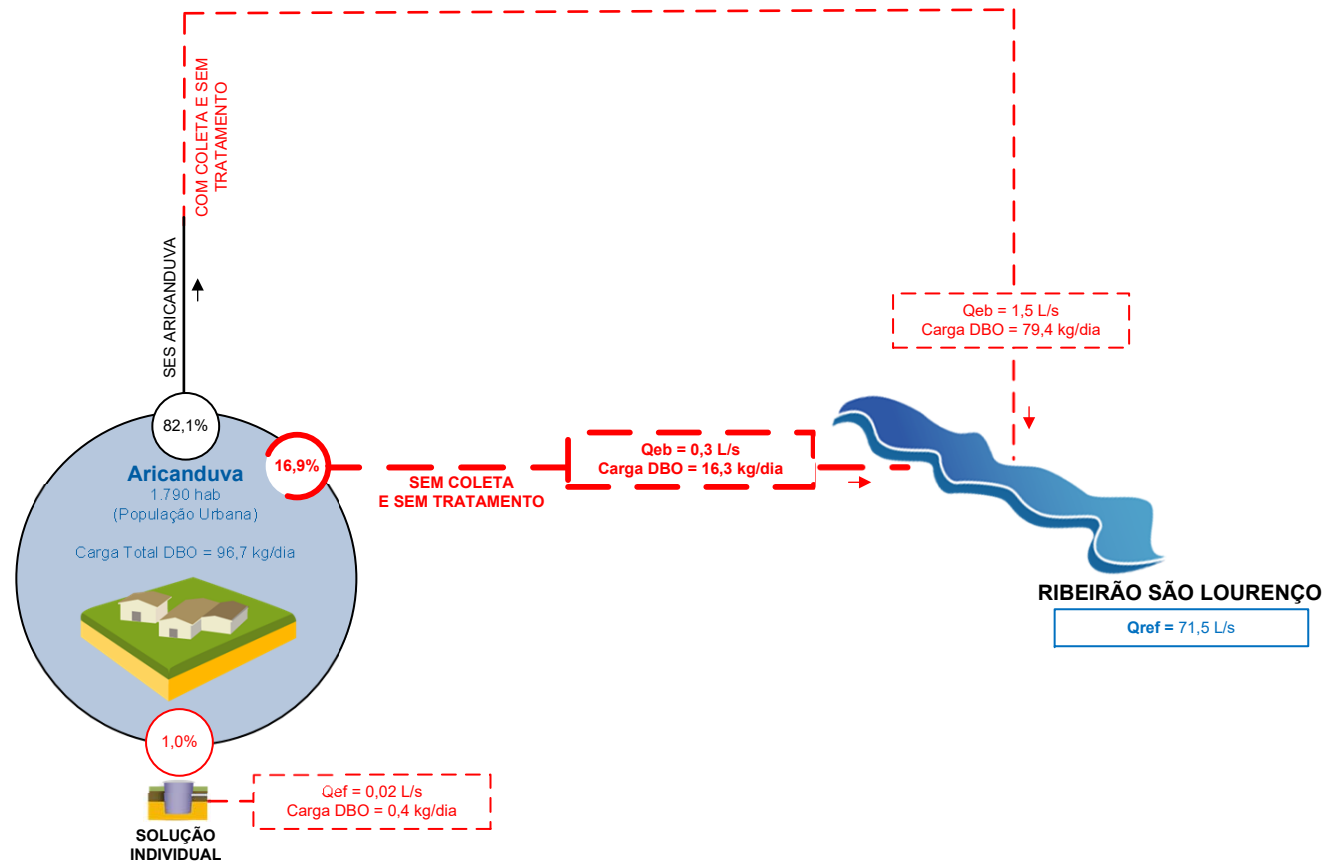 COM COLETA E SEM
TRATAMENTO
SES ARICANDUVA
Qeb = 1,5 L/s
Carga DBO = 79,4 kg/dia
82,1%
16,9%
Aricanduva
1.790 hab
(População Urbana)
Carga Total DBO = 96,7 kg/dia
SEM COLETA
E SEM TRATAMENTO
Qeb = 0,3 L/s
Carga DBO = 16,3 kg/dia
RIBEIRÃO SÃO LOURENÇO
Qref = 71,5 L/s
1,0%
Qef = 0,02 L/s
Carga DBO = 0,4 kg/dia
SOLUÇÃO
INDIVIDUAL